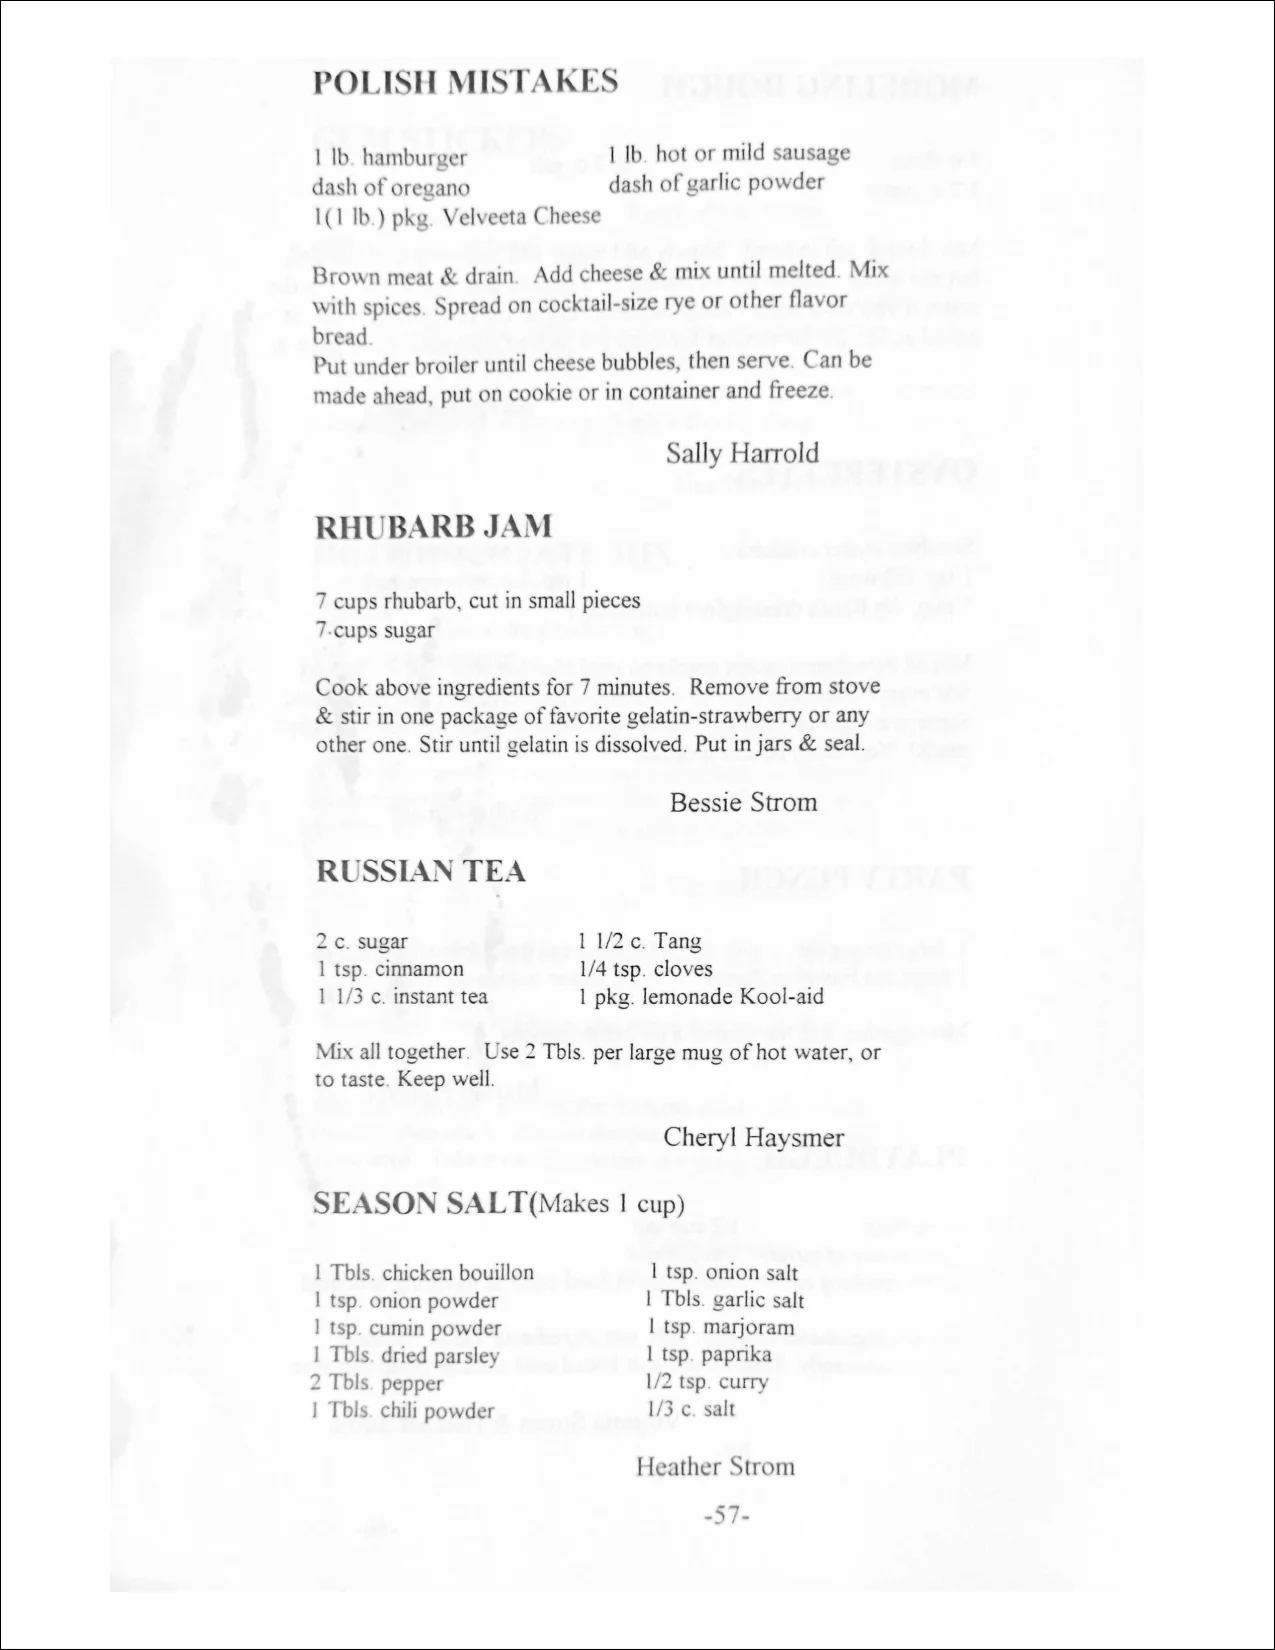 POLISH MISTAKES
1 lb. hamburger 1 lb. hot or mild sausage
dash of oregano dash of garlic powder
1(1 lb.) pkg. Velveeta Cheese
Brown meat & drain. Add cheese & mix until melted. Mix
with spices. Spread on cocktail-size rye or other flavor
bread.
Put under broiler until cheese bubbles, then serve. Can be
made ahead, put on cookie or in container and freeze.
Sally Harrold
RHUBARB JAM
7 cups rhubarb, cut in small pieces
7 cups sugar
Cook above ingredients for 7 minutes. Remove from stove
& stir in one package of favorite gelatin-strawberry or any
other one. Stir until gelatin is dissolved. Put in jars & seal.
Bessie Strom
RUSSIAN TEA
2 c. sugar 1 1/2 c. Tang
1 tsp. cinnamon 1/4 tsp. cloves
1 1/3 c. instant tea 1 pkg. lemonade Kool-aid
Mix all together. Use 2 Tbls. per large mug of hot water, or
to taste. Keep well.
Cheryl Haysmer
SEASON SALT(Makes 1 cup)
1 Tbls. chicken bouillon 1 tsp. onion salt
1 tsp. onion powder 1 Tbls. garlic salt
1 tsp. cumin powder 1 tsp. marjoram
1 Tbls. dried parsley 1 tsp. paprika
2 Tbls. pepper 1/2 tsp. curry
1 Tbls. chili powder 1/3 c. salt
Heather Strom
-57-